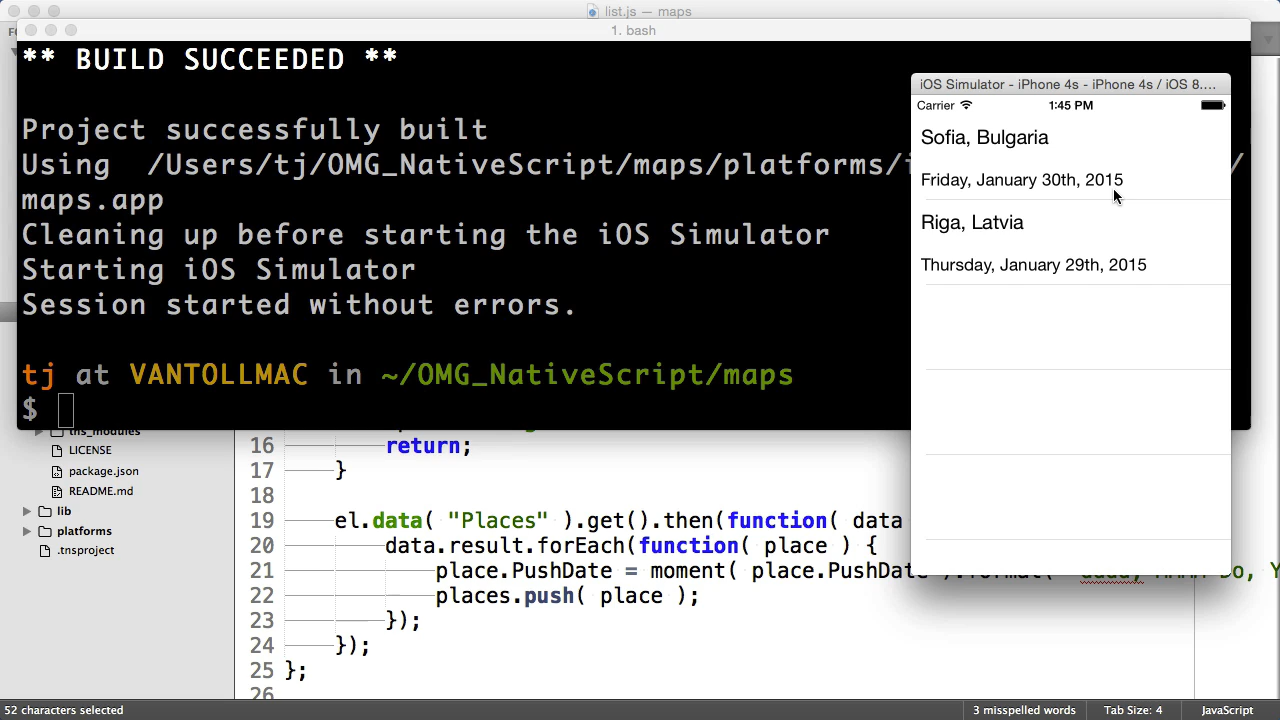 list.js — maps
1. bash
** BUILD SUCCEEDED **
Project successfully built
Using /Users/tj/OMG_NativeScript/maps/platforms/
maps.app
Cleaning up before starting the iOS Simulator
Starting iOS Simulator
Session started without errors.
tj at VANTOLLMAC in ~/OMG_NativeScript/maps
$
iOS Simulator - iPhone 4s - iPhone 4s / iOS 8....
Carrier 1:45 PM
Sofia, Bulgaria
Friday, January 30th, 2015
Riga, Latvia
Thursday, January 29th, 2015
tns_modules
LICENSE
package.json
README.md
lib
platforms
.tnsproject
16 return;
17 }
18
19 el.data( "Places" ).get().then(function( data
20 data.result.forEach(function( place ) {
21 place.PushDate = moment( place.PushDate ).format(
22 places.push( place );
23 });
24 });
25 };
26
52 characters selected
3 misspelled words Tab Size: 4 JavaScript